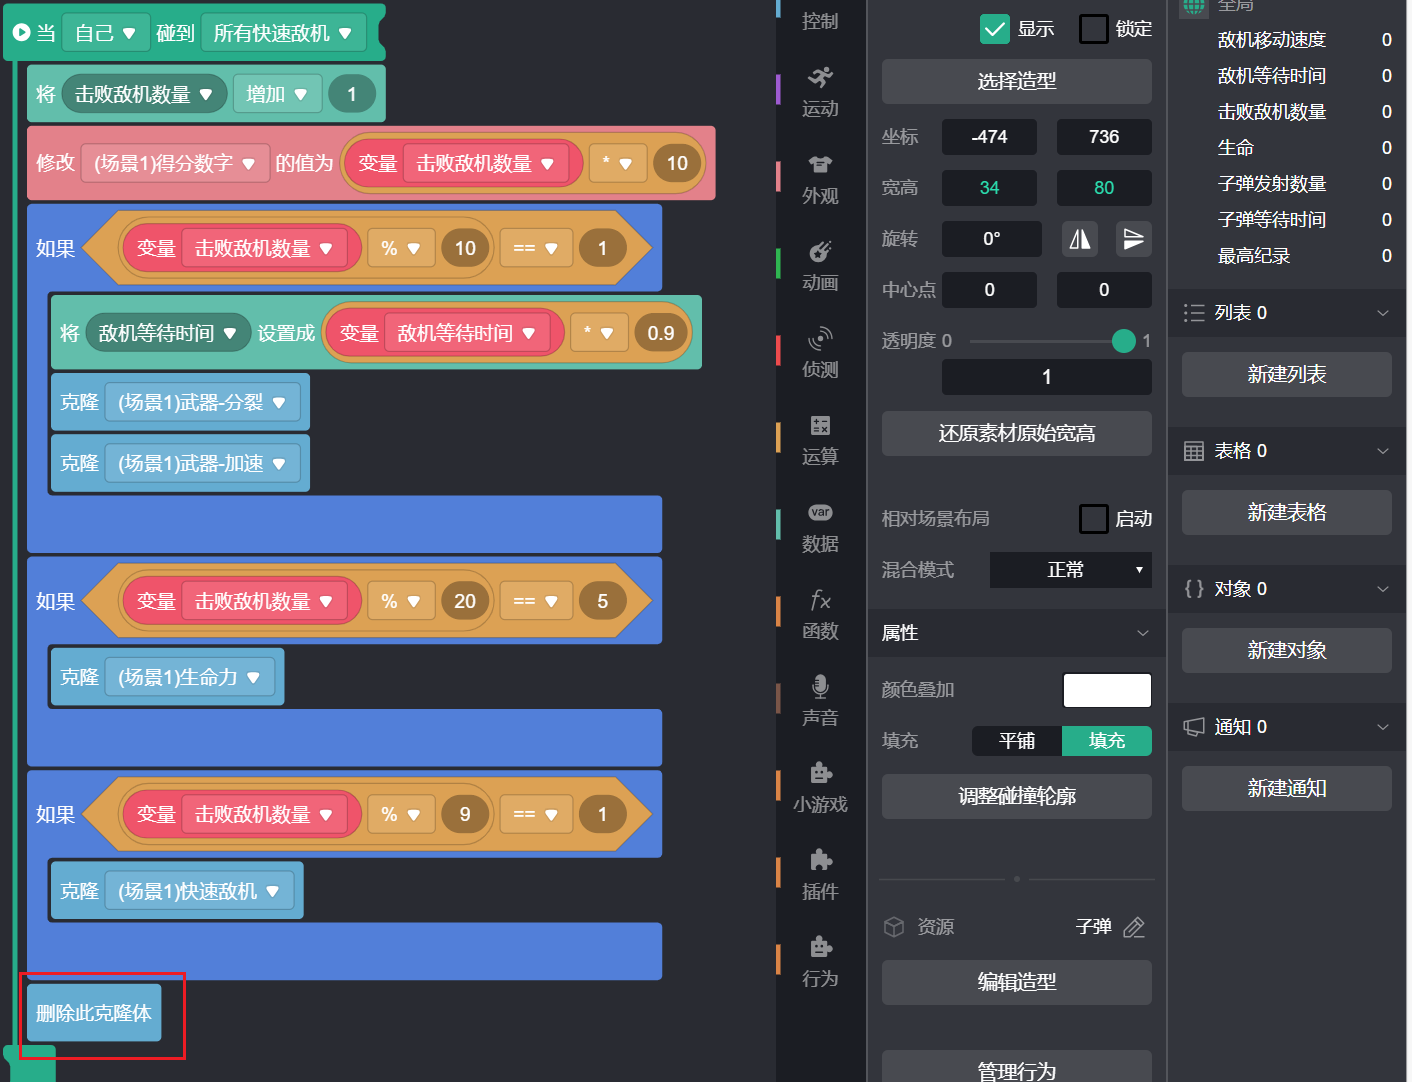 当 自己 碰到 所有快速敌机
将 击败敌机数量 增加 1
修改 (场景1)得分数字 的值为 变量 击败敌机数量 * 10
如果 变量 击败敌机数量 % 10 == 1
将 敌机等待时间 设置成 变量 敌机等待时间 * 0.9
克隆 (场景1)武器-分裂
克隆 (场景1)武器-加速
如果 变量 击败敌机数量 % 20 == 5
克隆 (场景1)生命力
如果 变量 击败敌机数量 % 9 == 1
克隆 (场景1)快速敌机
删除此克隆体
控制
运动
外观
动画
侦测
运算
var
数据
fx
函数
声音
小游戏
插件
行为
显示 锁定
选择造型
坐标 -474 736
宽高 34 80
旋转 0°
中心点 0 0
透明度 0 1
1
还原素材原始宽高
相对场景布局 启动
混合模式 正常
属性
颜色叠加
填充 平铺 填充
调整碰撞轮廓
资源 子弹
编辑造型
管理行为
全局
敌机移动速度 0
敌机等待时间 0
击败敌机数量 0
生命 0
子弹发射数量 0
子弹等待时间 0
最高纪录 0
列表 0
新建列表
表格 0
新建表格
{ } 对象 0
新建对象
通知 0
新建通知